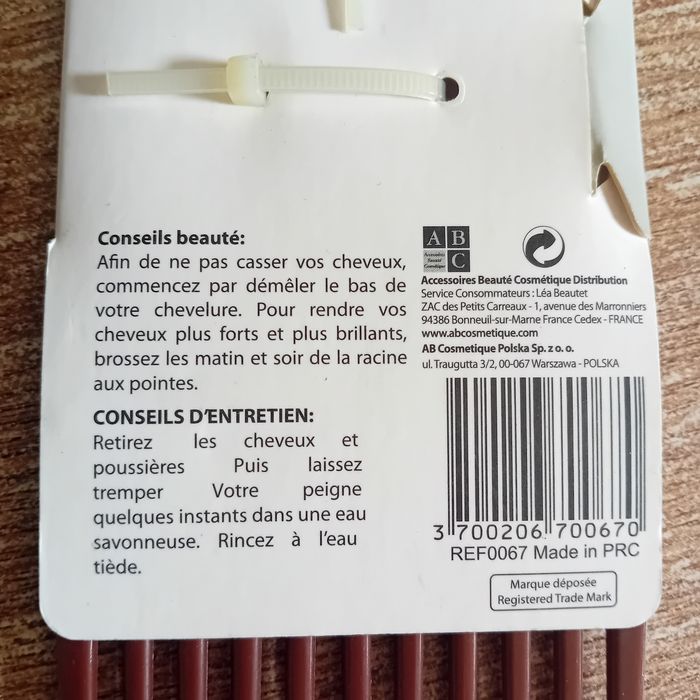 Conseils beauté:
Afin de ne pas casser vos cheveux,
commencez par démêler le bas de
votre chevelure. Pour rendre vos
cheveux plus forts et plus brillants,
brossez les matin et soir de la racine
aux pointes.
CONSEILS D'ENTRETIEN:
Retirez les cheveux et
poussières Puis laissez
tremper Votre peigne
quelques instants dans une eau
savonneuse. Rincez à l'eau
tiède.
A B
Accessoires
Beauté
Cosmétique
C
Accessoires Beauté Cosmétique Distribution
Service Consommateurs : Léa Beautet
ZAC des Petits Carreaux - 1, avenue des Marronniers
94386 Bonneuil-sur-Marne France Cedex - FRANCE
www.abcosmetique.com
AB Cosmetique Polska Sp. z o. o.
ul. Traugutta 3/2, 00-067 Warszawa - POLSKA
3 700206 700670
REF0067 Made in PRC
Marque déposée
Registered Trade Mark